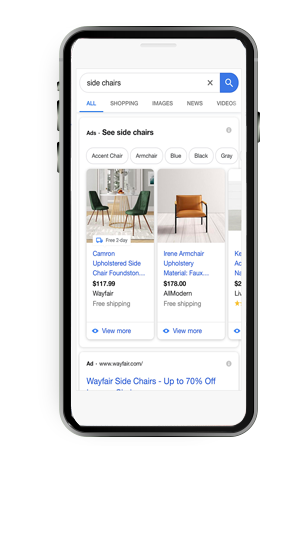 side chairs
ALL SHOPPING IMAGES NEWS VIDEOS
Ads - See side chairs
Accent Chair Armchair Blue Black Gray
Free 2-day
Camron
Upholstered Side
Chair Foundston...
$117.99
Wayfair
Free shipping
View more
Irene Armchair
Upholstery
Material: Faux...
$178.00
AllModern
Free shipping
View more
Ke
Ac
Na
$2
Liv
Ad - www.wayfair.com/
Wayfair Side Chairs - Up to 70% Off